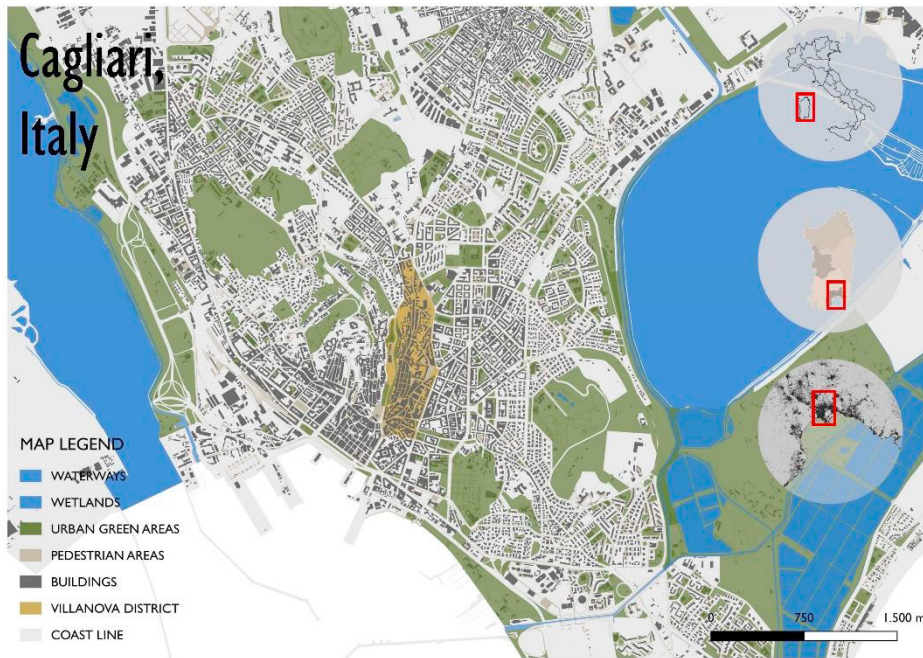 Cagliari,
Italy
MAP LEGEND
WATERWAYS
WETLANDS
URBAN GREEN AREAS
PEDESTRIAN AREAS
BUILDINGS
VILLANOVA DISTRICT
COAST LINE
0 750 1.500 m